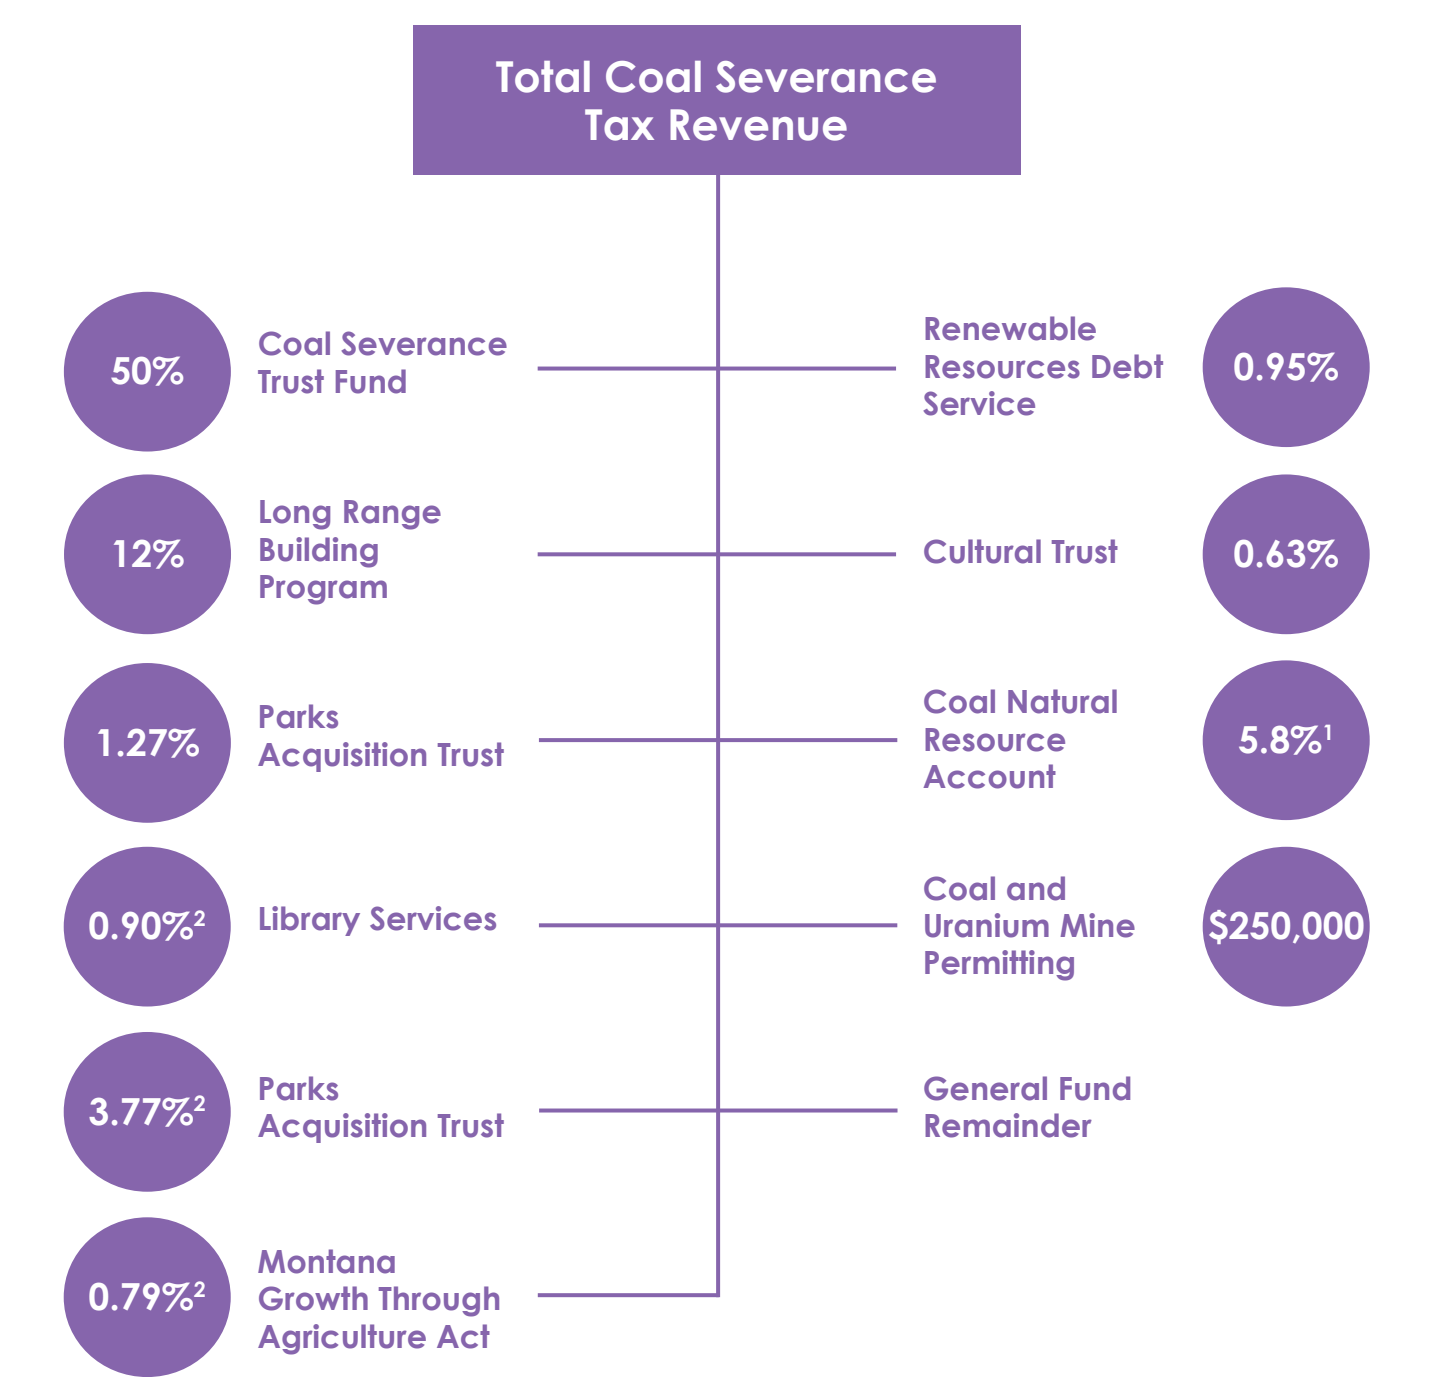 Total Coal Severance
Tax Revenue
50%
Coal Severance
Trust Fund
12%
Long Range
Building
Program
1.27%
Parks
Acquisition Trust
0.90%²
Library Services
3.77%²
Parks
Acquisition Trust
0.79%²
Montana
Growth Through
Agriculture Act
Renewable
Resources Debt
Service
0.95%
Cultural Trust
0.63%
Coal Natural
Resource
Account
5.8%¹
Coal and
Uranium Mine
Permitting
$250,000
General Fund
Remainder